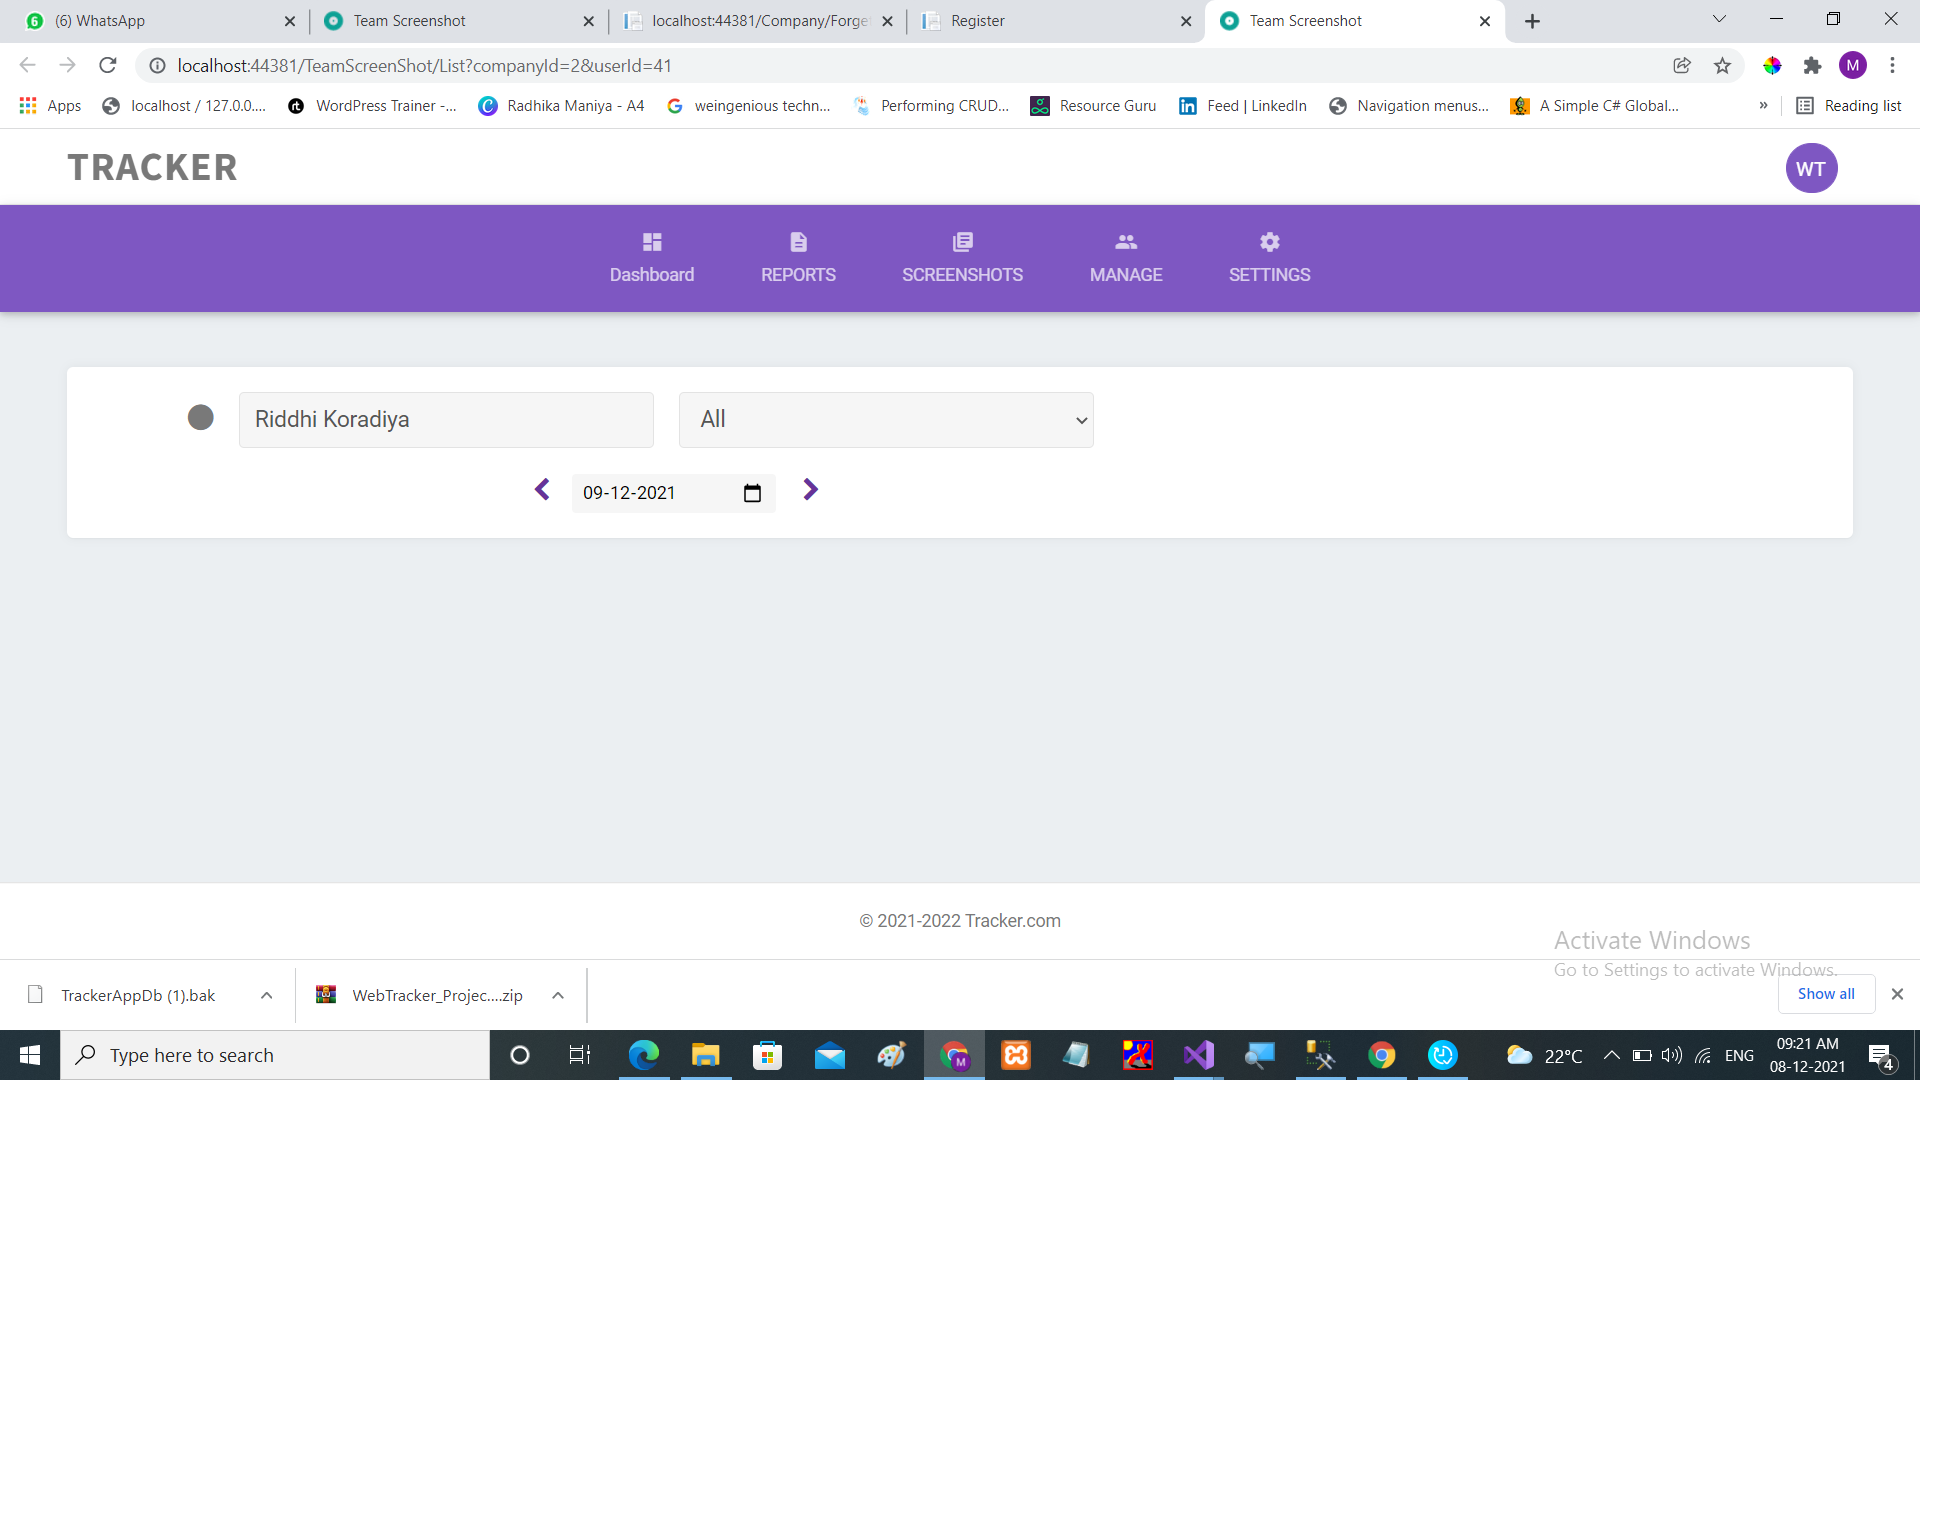 6 (6) WhatsApp
Team Screenshot
localhost:44381/Company/Forge
Register
Team Screenshot
localhost:44381/TeamScreenShot/List?companyId=2&userId=41
M
Apps
localhost / 127.0.0....
rt WordPress Trainer -...
Radhika Maniya - A4
weingenious techn...
Performing CRUD...
Resource Guru
in Feed | LinkedIn
Navigation menus...
A Simple C# Global...
»
Reading list
TRACKER
WT
Dashboard
REPORTS
SCREENSHOTS
MANAGE
SETTINGS
Riddhi Koradiya
All
09-12-2021
© 2021-2022 Tracker.com
Activate Windows
Go to Settings to activate Windows.
TrackerAppDb (1).bak
WebTracker_Projec....zip
Show all
Type here to search
M
22°C
ENG
09:21 AM
08-12-2021
4